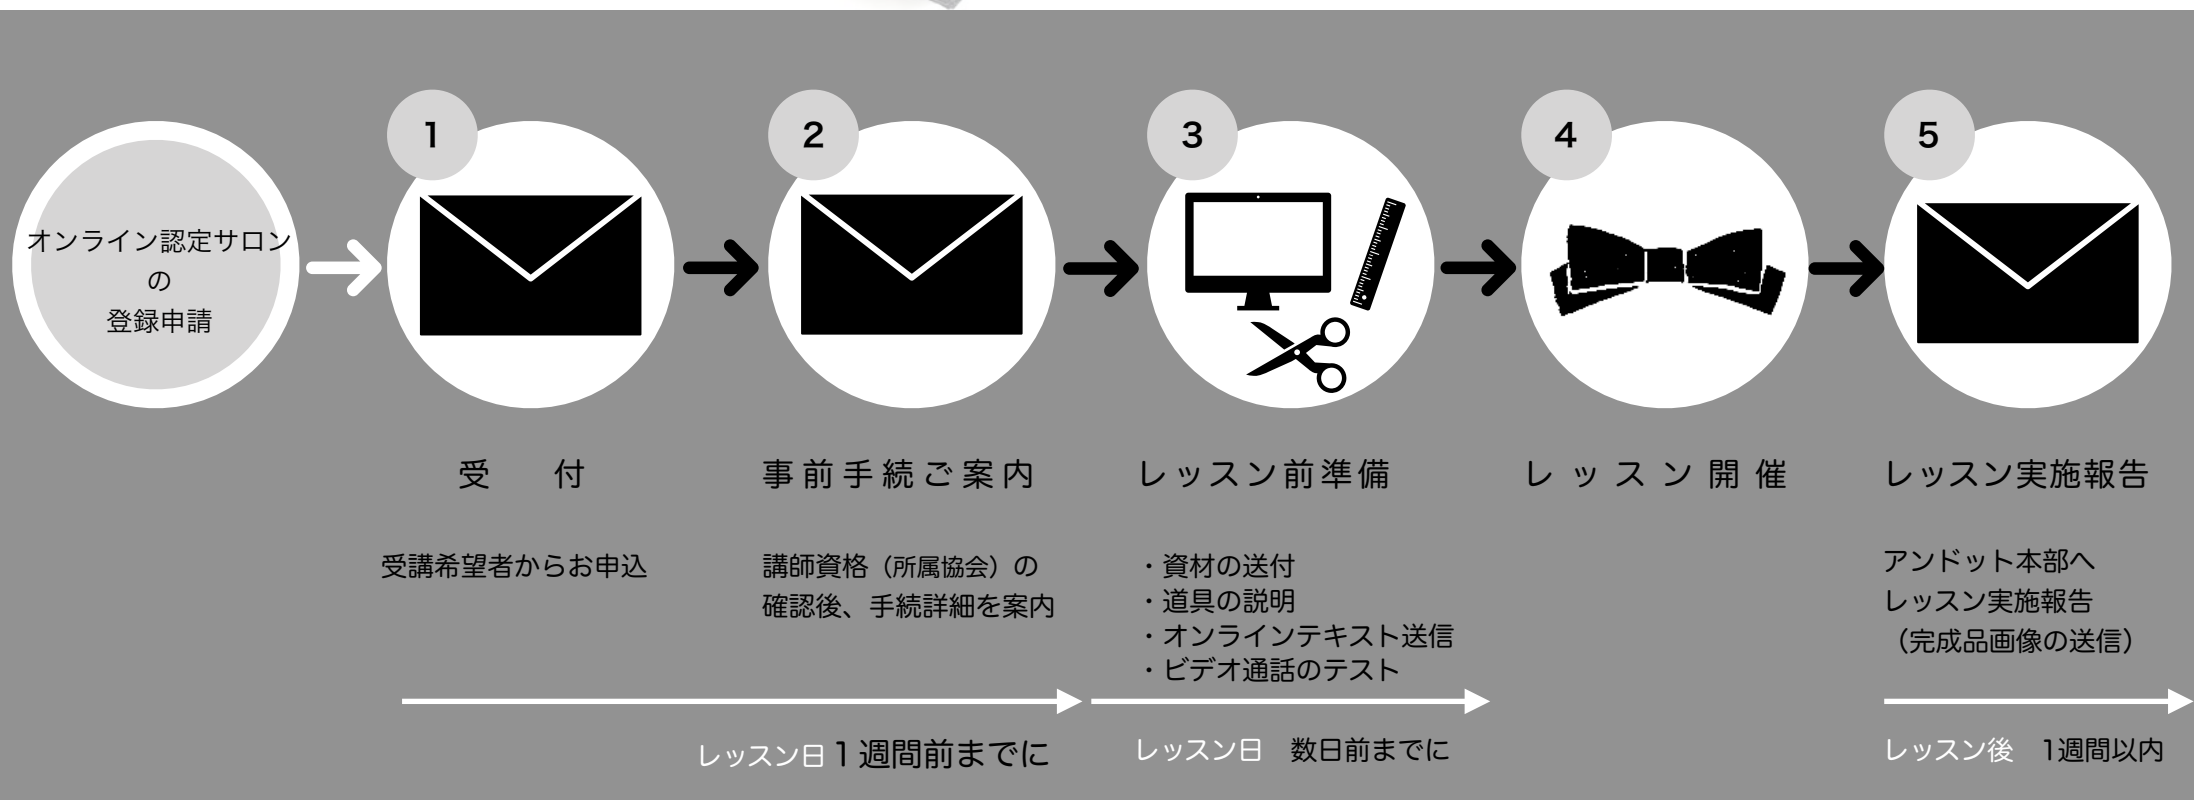 オンライン認定サロン
の
登録申請
1
受　付
受講希望者からお申込
2
事前手続ご案内
講師資格（所属協会）の
確認後、手続詳細を案内
レッスン日 1 週間前までに
3
レッスン前準備
・資材の送付
・道具の説明
・オンラインテキスト送信
・ビデオ通話のテスト
レッスン日　数日前までに
4
レッスン開催
5
レッスン実施報告
アンドット本部へ
レッスン実施報告
（完成品画像の送信）
レッスン後　1週間以内